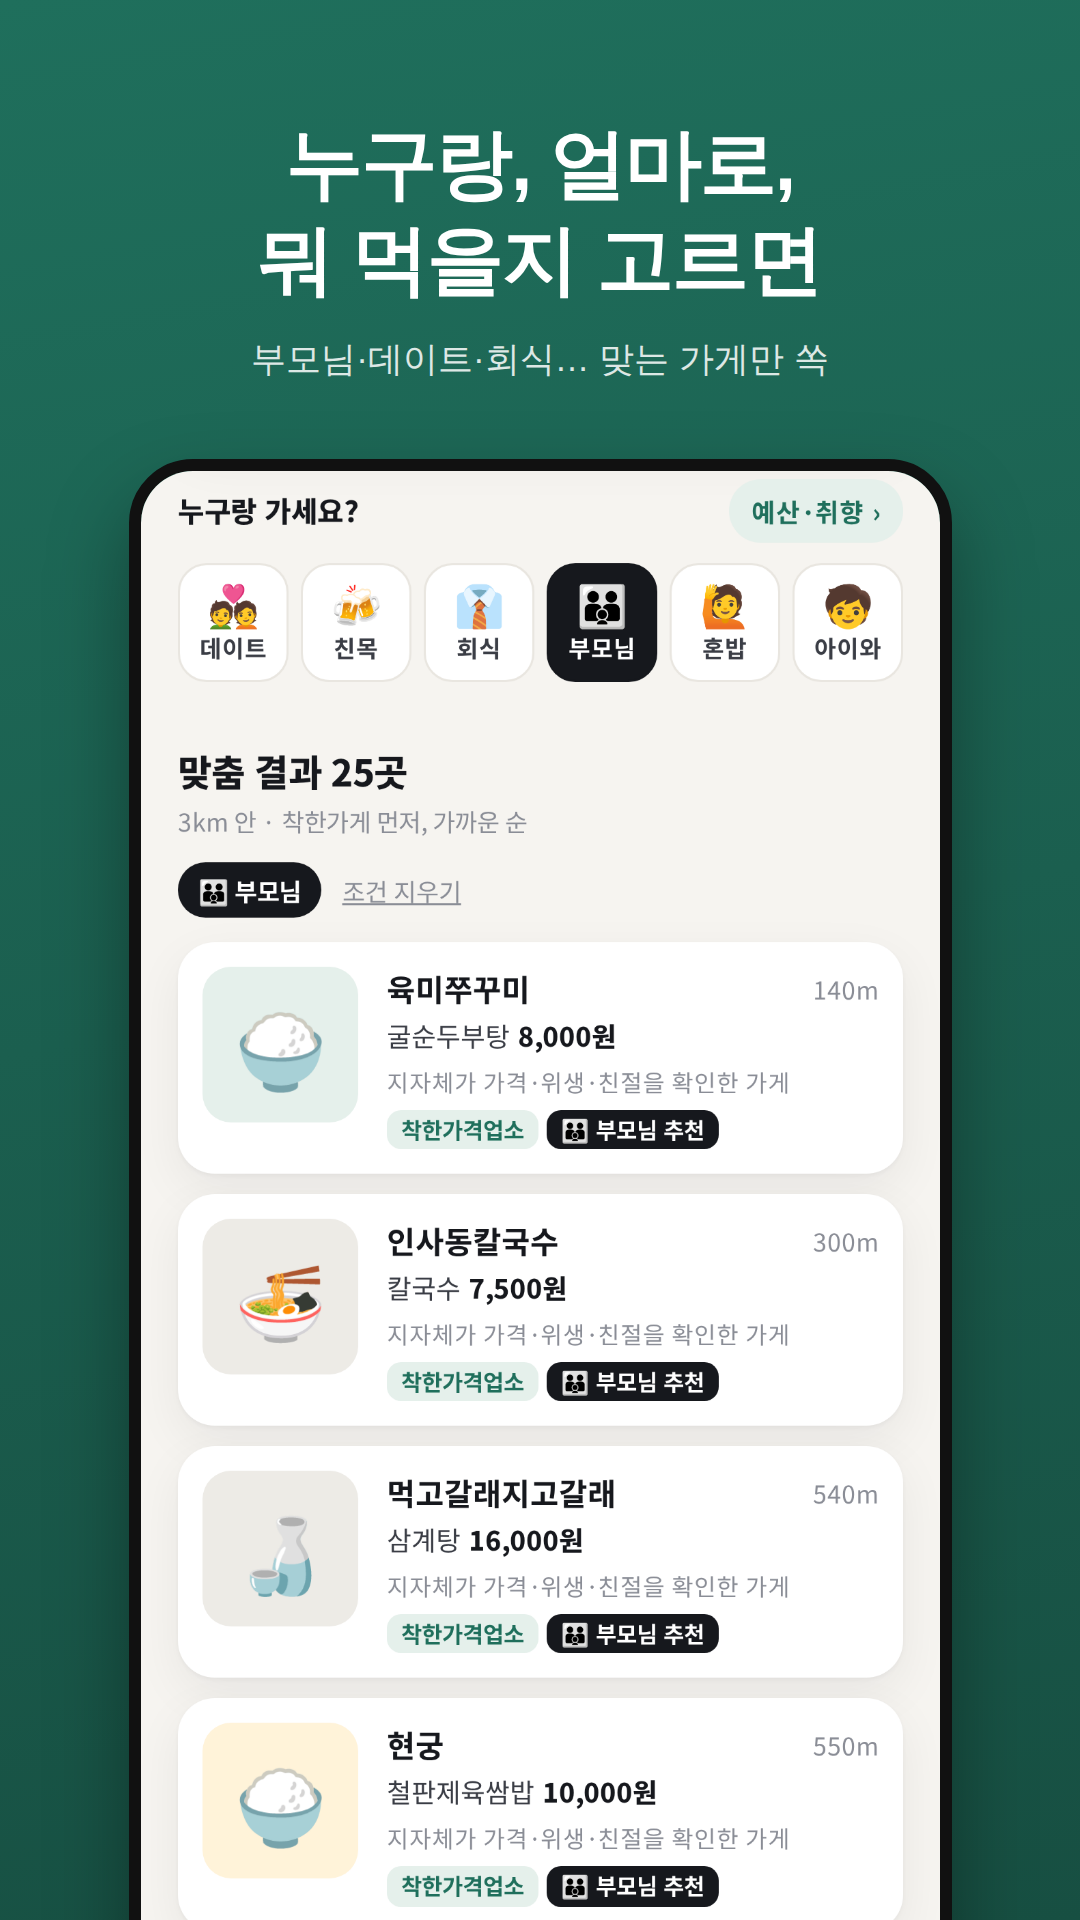 누구랑, 얼마로,
뭐 먹을지 고르면
부모님·데이트·회식... 맞는 가게만 쏙
누구랑 가세요?
예산·취향 ›
데이트
친목
회식
부모님
혼밥
아이와
맞춤 결과 25곳
3km 안 · 착한가게 먼저, 가까운 순
부모님 조건 지우기
육미쭈꾸미 140m
굴순두부탕 8,000원
지자체가 가격·위생·친절을 확인한 가게
착한가격업소 부모님 추천
인사동칼국수 300m
칼국수 7,500원
지자체가 가격·위생·친절을 확인한 가게
착한가격업소 부모님 추천
먹고갈래지고갈래 540m
삼계탕 16,000원
지자체가 가격·위생·친절을 확인한 가게
착한가격업소 부모님 추천
현궁 550m
철판제육쌈밥 10,000원
지자체가 가격·위생·친절을 확인한 가게
착한가격업소 부모님 추천